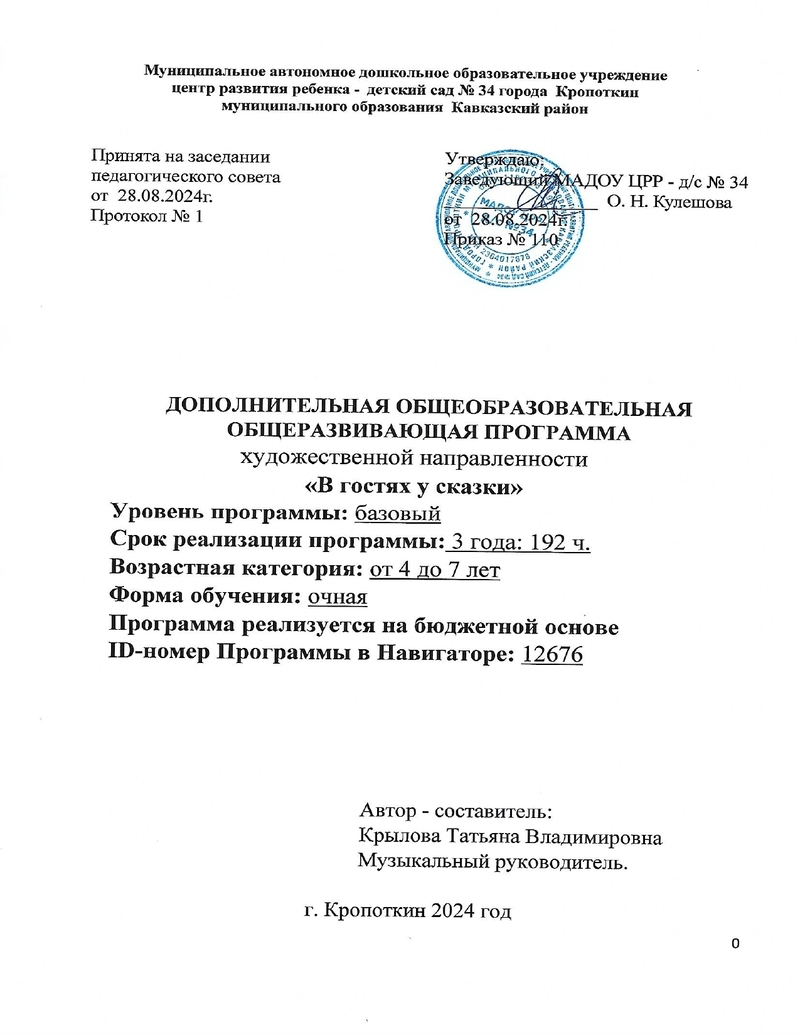 Муниципальное автономное дошкольное образовательное учреждение
центр развития ребенка - детский сад № 34 города Кропоткин
муниципального образования Кавказский район
Принята на заседании
педагогического совета
от 28.08.2024г.
Протокол № 1
Утверждаю:
Заведующий МАДОУ ЦРР - д/с № 34
О. Н. Кулешова
от 28.08.2024г.
Приказ № 110
ДОПОЛНИТЕЛЬНАЯ ОБЩЕОБРАЗОВАТЕЛЬНАЯ
ОБЩЕРАЗВИВАЮЩАЯ ПРОГРАММА
художественной направленности
«В гостях у сказки»
Уровень программы: базовый
Срок реализации программы: 3 года: 192 ч.
Возрастная категория: от 4 до 7 лет
Форма обучения: очная
Программа реализуется на бюджетной основе
ID-номер Программы в Навигаторе: 12676
Автор - составитель:
Крылова Татьяна Владимировна
Музыкальный руководитель.
г. Кропоткин 2024 год
0